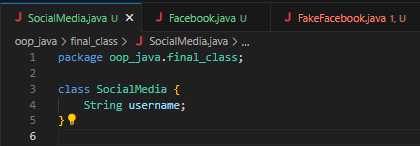 J SocialMedia.java U ×
J Facebook.java U
J FakeFacebook.java 1, U
oop_java > final_class > J SocialMedia.java > ...
1 package oop_java.final_class;
2
3 class SocialMedia {
4 String username;
5 }
6